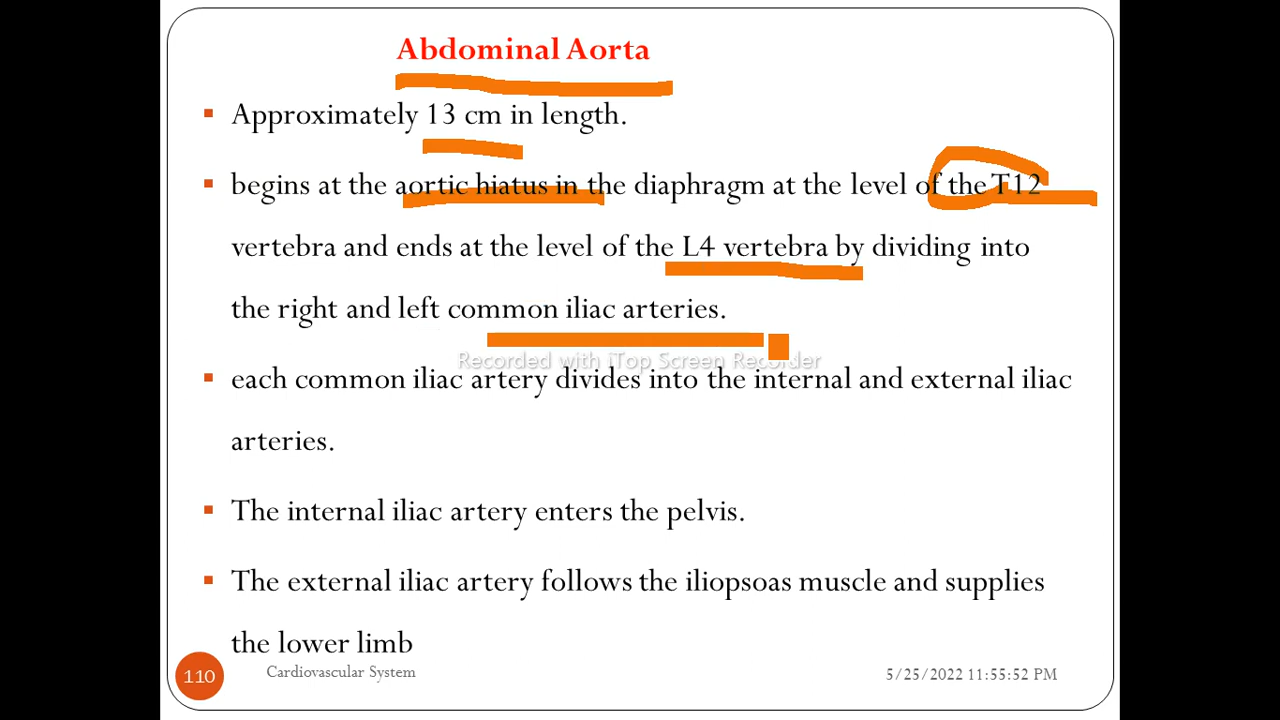 Abdominal Aorta
▪ Approximately 13 cm in length.
▪ begins at the aortic hiatus in the diaphragm at the level of the T12
vertebra and ends at the level of the L4 vertebra by dividing into
the right and left common iliac arteries.
Recorded with iTop Screen Recorder
▪ each common iliac artery divides into the internal and external iliac
arteries.
▪ The internal iliac artery enters the pelvis.
▪ The external iliac artery follows the iliopsoas muscle and supplies
the lower limb
110 Cardiovascular System 5/25/2022 11:55:52 PM